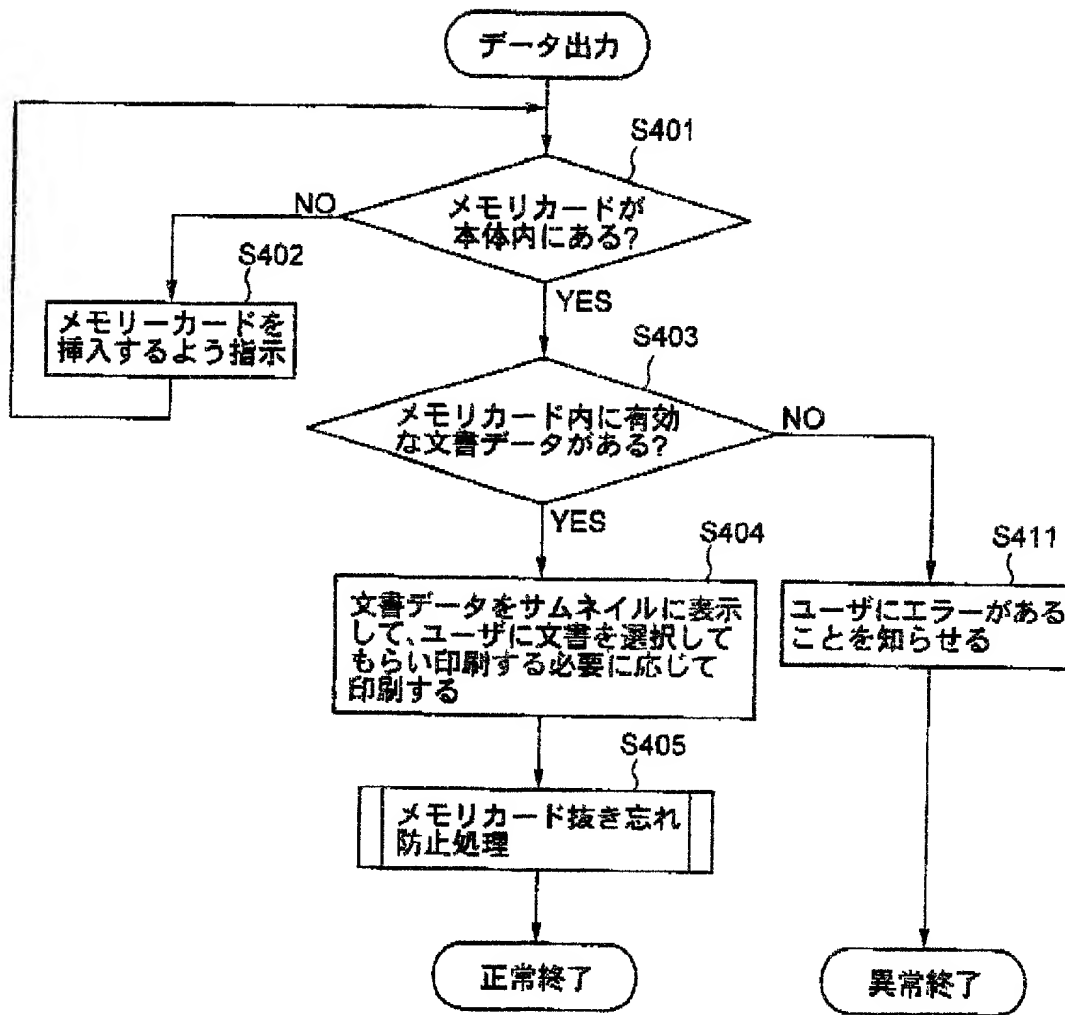 データ出力
S401
メモリカードが
本体内にある?
NO
YES
S402
メモリーカードを
挿入するよう指示
S403
メモリカード内に有効
な文書データがある?
NO
YES
S404
文書データをサムネイルに表示
して、ユーザに文書を選択して
もらい印刷する必要に応じて
印刷する
S411
ユーザにエラーがある
ことを知らせる
S405
メモリカード抜き忘れ
防止処理
正常終了
異常終了